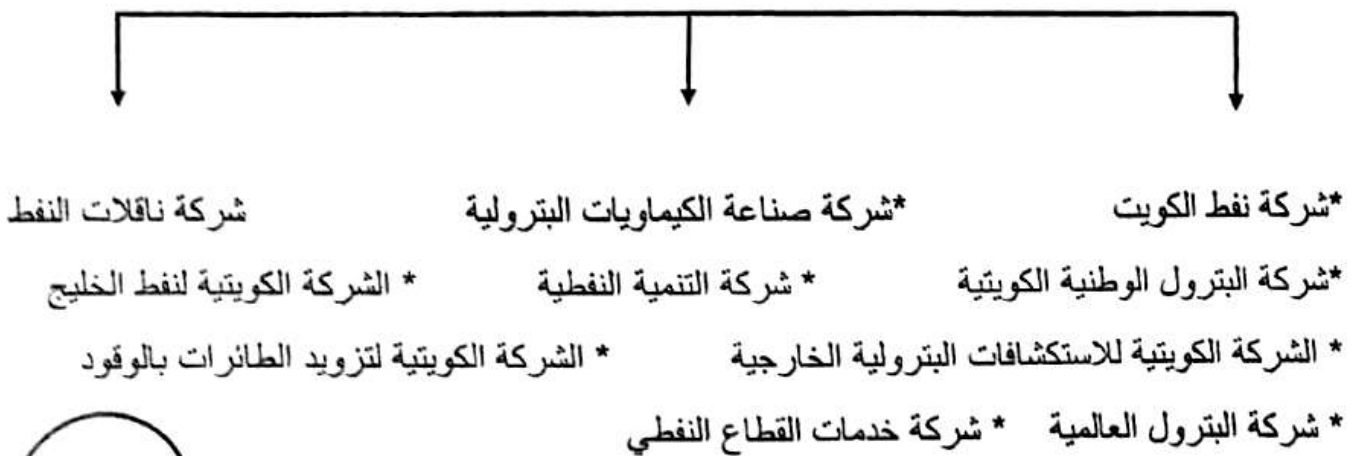 *شركة نفط الكويت *شركة صناعة الكيماويات البترولية شركة ناقلات النفط
*شركة البترول الوطنية الكويتية * شركة التنمية النفطية * الشركة الكويتية لنفط الخليج
* الشركة الكويتية للاستكشافات البترولية الخارجية * الشركة الكويتية لتزويد الطائرات بالوقود
* شركة البترول العالمية * شركة خدمات القطاع النفطي